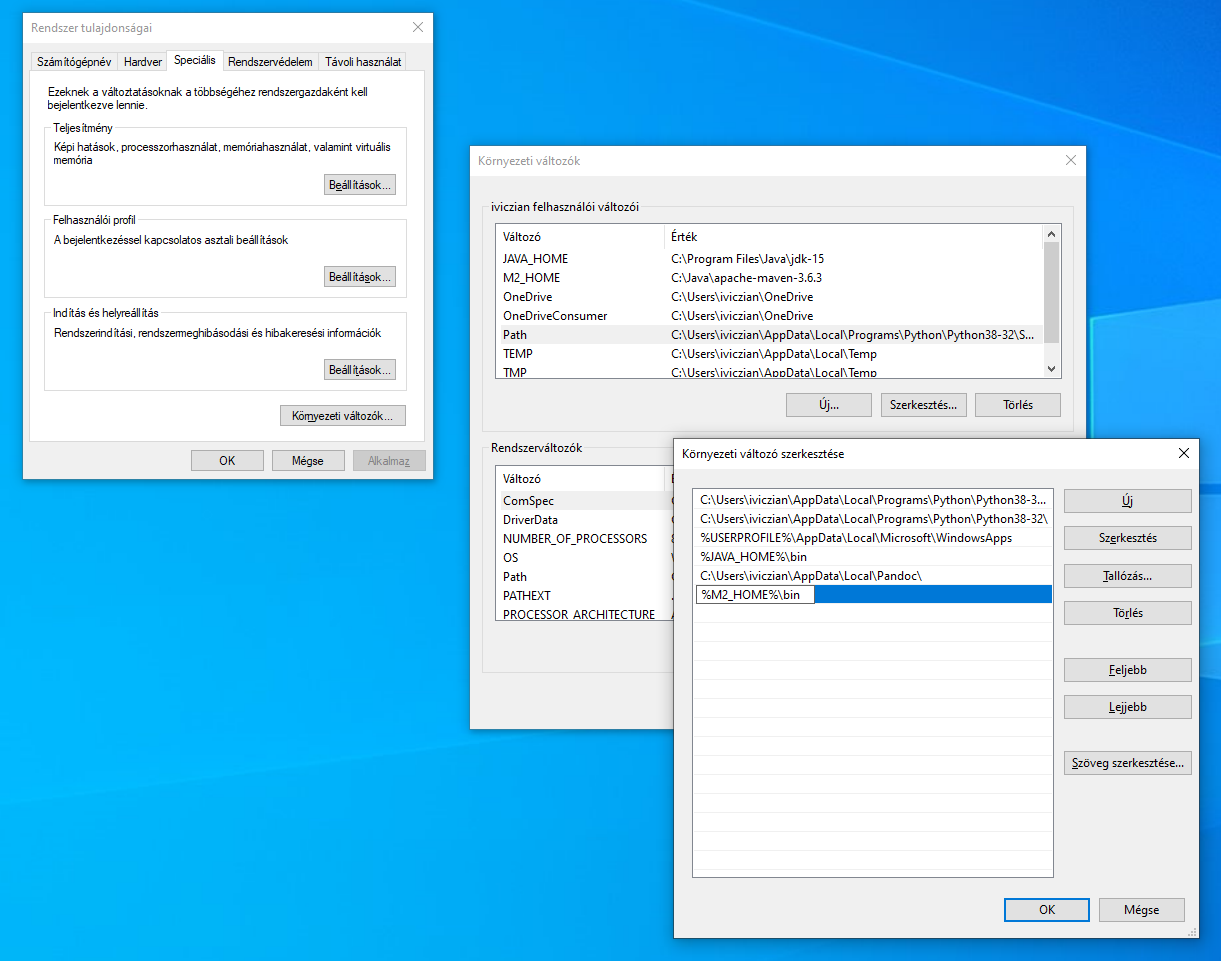 Rendszer tulajdonságai
Számítógépnév
Hardver
Speciális
Rendszervédelem
Távoli használat
Ezeknek a változtatásoknak a többségéhez rendszergazdaként kell
bejelentkezve lennie.
Teljesítmény
Képi hatások, processzorhasználat, memóriahasználat, valamint virtuális
memória
Beállítások...
Felhasználói profil
A bejelentkezéssel kapcsolatos asztali beállítások
Beállítások...
Indítás és helyreállítás
Rendszerindítási, rendszermeghibásodási és hibakeresési információk
Beállítások...
Környezeti változók...
OK
Mégse
Alkalmaz
Környezeti változók
iviczian felhasználói változói
Változó Érték
JAVA_HOME C:\Program Files\Java\jdk-15
M2_HOME C:\Java\apache-maven-3.6.3
OneDrive C:\Users\iviczian\OneDrive
OneDriveConsumer C:\Users\iviczian\OneDrive
Path C:\Users\iviczian\AppData\Local\Programs\Python\Python38-32\S...
TEMP C:\Users\iviczian\AppData\Local\Temp
TMP C:\Users\iviczian\AppData\Local\Temp
Új...
Szerkesztés...
Törlés
Rendszerváltozók
Változó
ComSpec
DriverData
NUMBER_OF_PROCESSORS
OS
Path
PATHEXT
PROCESSOR_ARCHITECTURE
Környezeti változó szerkesztése
C:\Users\iviczian\AppData\Local\Programs\Python\Python38-3...
C:\Users\iviczian\AppData\Local\Programs\Python\Python38-32\
%USERPROFILE%\AppData\Local\Microsoft\WindowsApps
%JAVA_HOME%\bin
C:\Users\iviczian\AppData\Local\Pandoc\
%M2_HOME%\bin
Új
Szerkesztés
Tallózás...
Törlés
Feljebb
Lejjebb
Szöveg szerkesztése...
OK
Mégse